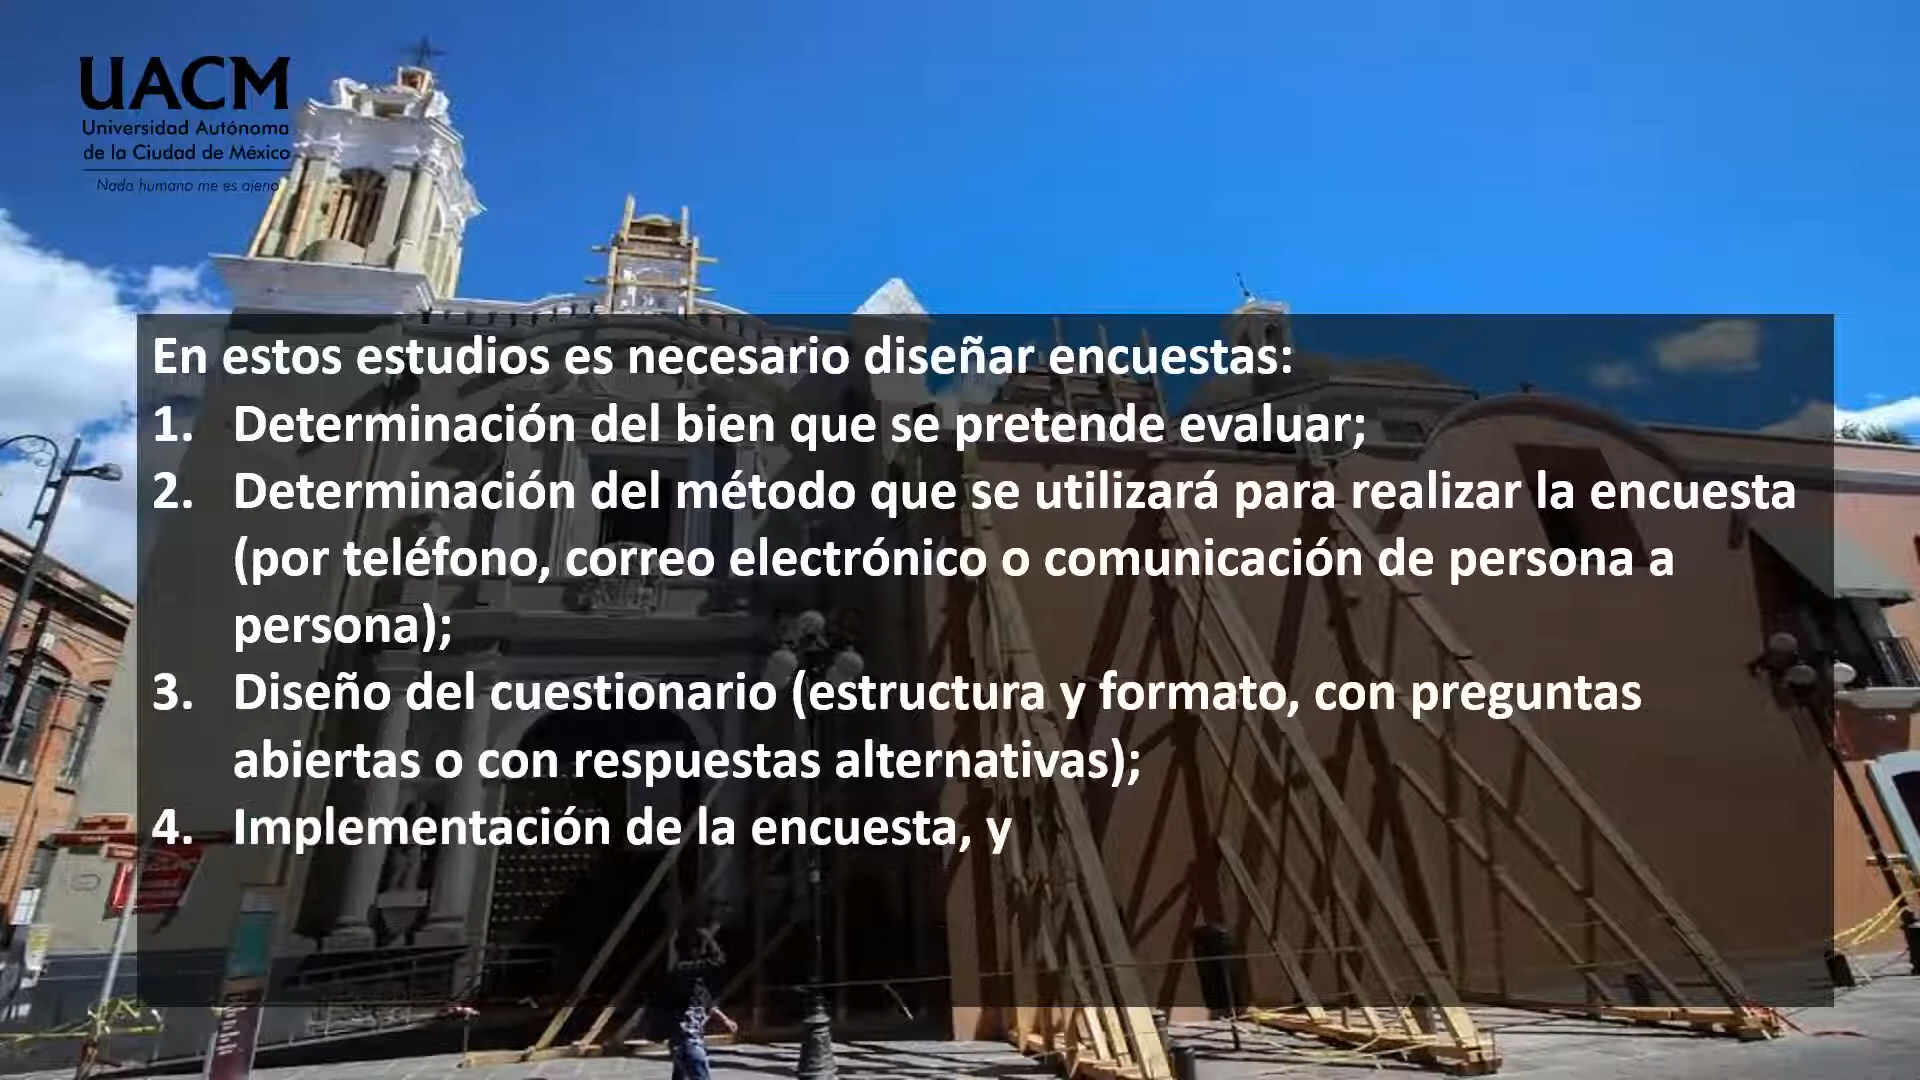 UACM
Universidad Autónoma
de la Ciudad de México
Nada humano me es ajeno
En estos estudios es necesario diseñar encuestas:
1. Determinación del bien que se pretende evaluar;
2. Determinación del método que se utilizará para realizar la encuesta
(por teléfono, correo electrónico o comunicación de persona a
persona);
3. Diseño del cuestionario (estructura y formato, con preguntas
abiertas o con respuestas alternativas);
4. Implementación de la encuesta, y